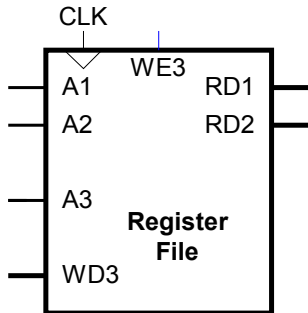 CLK
WE3
A1 RD1
A2 RD2
A3
Register
File
WD3